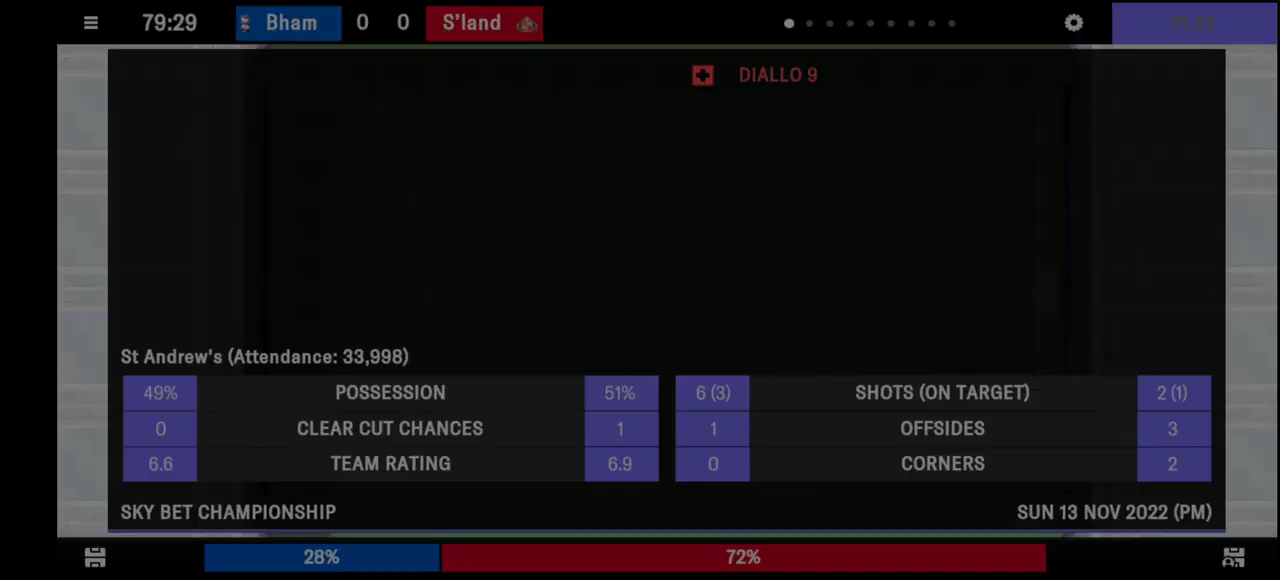 79:29 Bham 0 0 S'land PLAY
DIALLO 9
St Andrew's (Attendance: 33,998)
49% POSSESSION 51% 6 (3) SHOTS (ON TARGET) 2 (1)
0 CLEAR CUT CHANCES 1 1 OFFSIDES 3
6.6 TEAM RATING 6.9 0 CORNERS 2
SKY BET CHAMPIONSHIP SUN 13 NOV 2022 (PM)
28% 72%